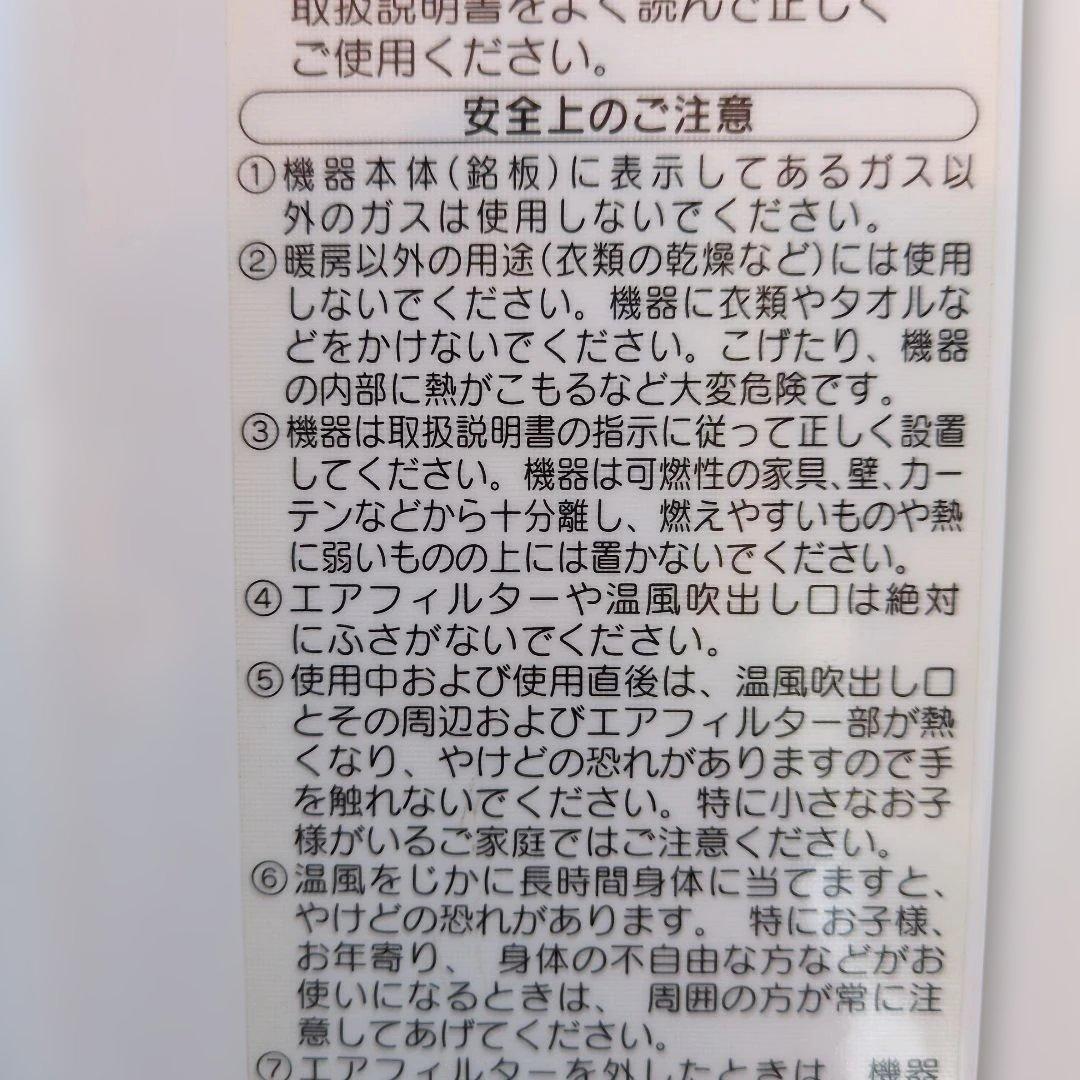 取扱説明書をよく読んで正しく
ご使用ください。
安全上のご注意
①機器本体(銘板)に表示してあるガス以
外のガスは使用しないでください。
②暖房以外の用途(衣類の乾燥など)には使用
しないでください。機器に衣類やタオルな
どをかけないでください。こげたり、機器
の内部に熱がこもるなど大変危険です。
③機器は取扱説明書の指示に従って正しく設置
してください。機器は可燃性の家具、壁、カー
テンなどから十分離し、燃えやすいものや熱
に弱いものの上には置かないでください。
④エアフィルターや温風吹出し口は絶対
にふさがないでください。
⑤使用中および使用直後は、温風吹出し口
とその周辺およびエアフィルター部が熱
くなり、やけどの恐れがありますので手
を触れないでください。特に小さなお子
様がいるご家庭ではご注意ください。
⑥温風をじかに長時間身体に当てますと、
やけどの恐れがあります。 特にお子様、
お年寄り、 身体の不自由な方などがお
使いになるときは、 周囲の方が常に注
意してあげてください。
⑦エアフィルターを外したときは、機器